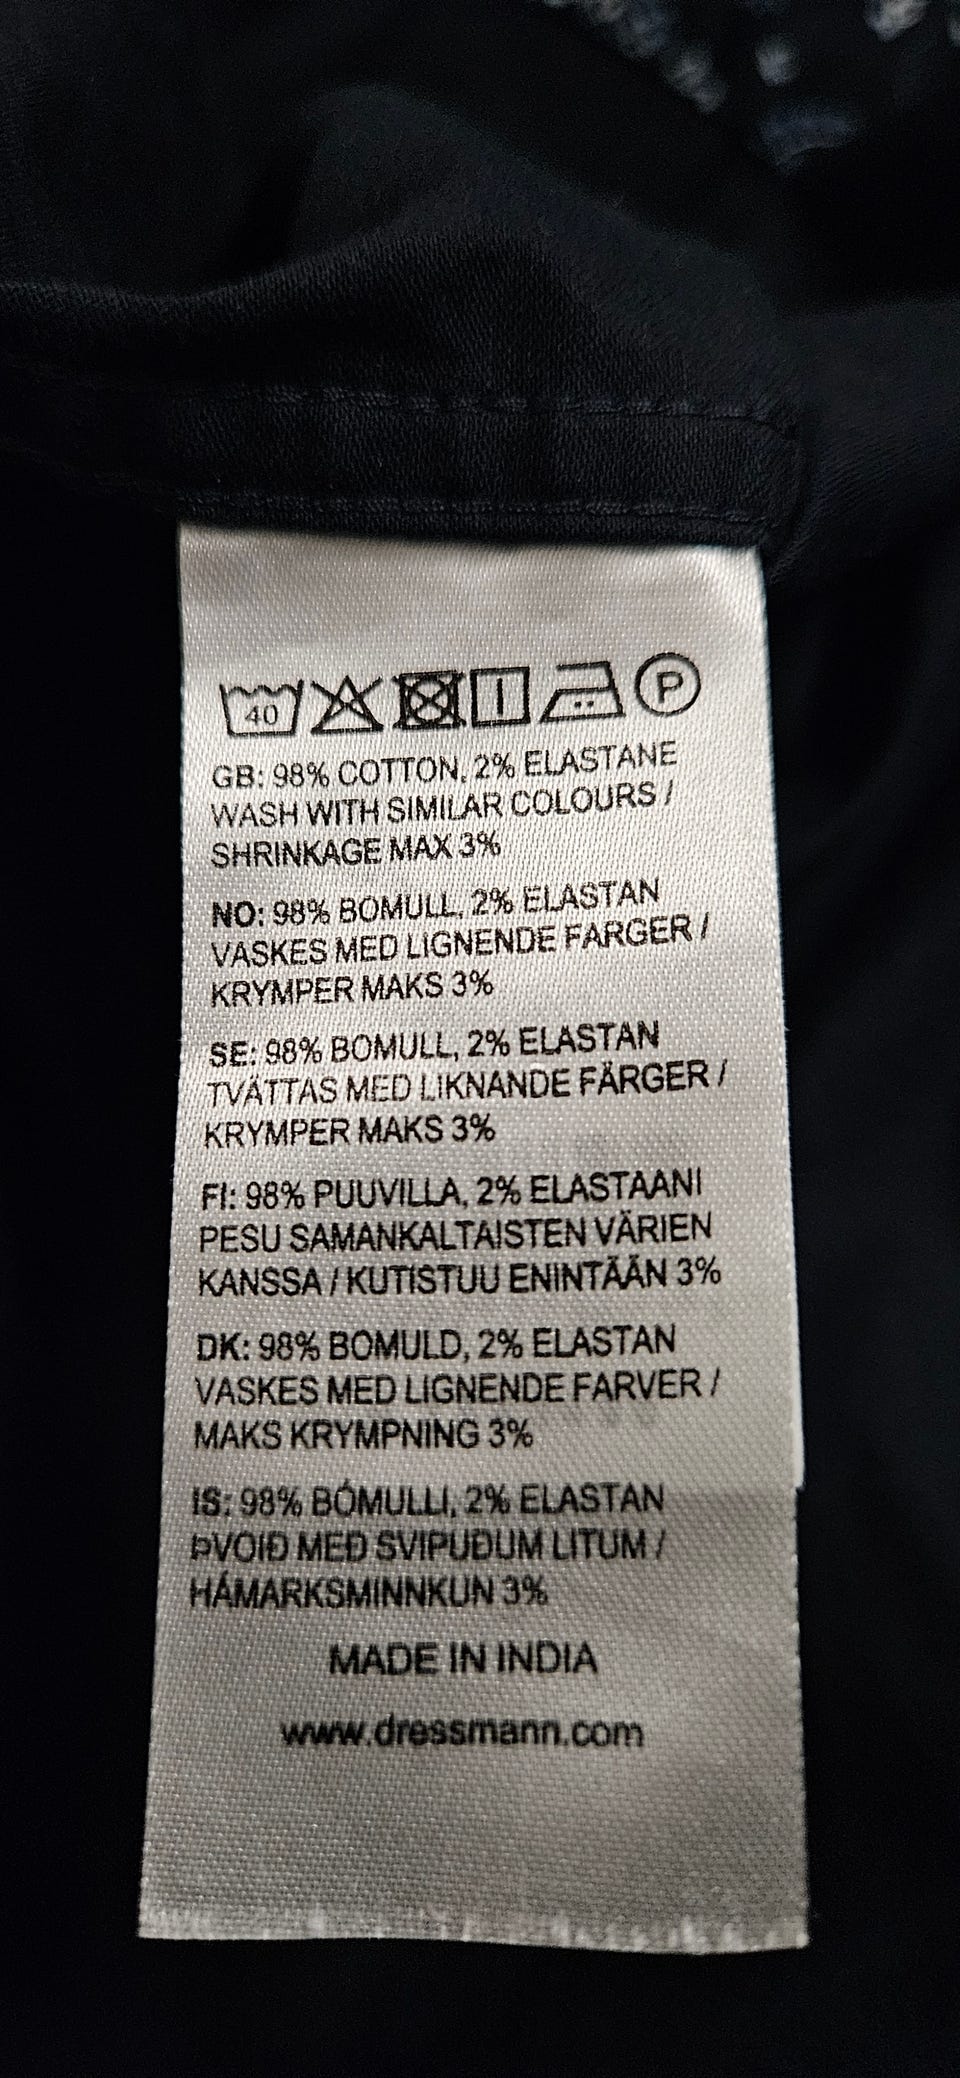 40 P
GB: 98% COTTON, 2% ELASTANE
WASH WITH SIMILAR COLOURS /
SHRINKAGE MAX 3%
NO: 98% BOMULL, 2% ELASTAN
VASKES MED LIGNENDE FARGER /
KRYMPER MAKS 3%
SE: 98% BOMULL, 2% ELASTAN
TVÄTTAS MED LIKNANDE FÄRGER /
KRYMPER MAKS 3%
FI: 98% PUUVILLA, 2% ELASTAANI
PESU SAMANKALTAISTEN VÄRIEN
KANSSA / KUTISTUU ENINTÄÄN 3%
DK: 98% BOMULD, 2% ELASTAN
VASKES MED LIGNENDE FARVER /
MAKS KRYMPNING 3%
IS: 98% BÓMULLI, 2% ELASTAN
ÞVOIÐ MEÐ SVIPUÐUM LITUM /
HÁMARKSMINNKUN 3%
MADE IN INDIA
www.dressmann.com